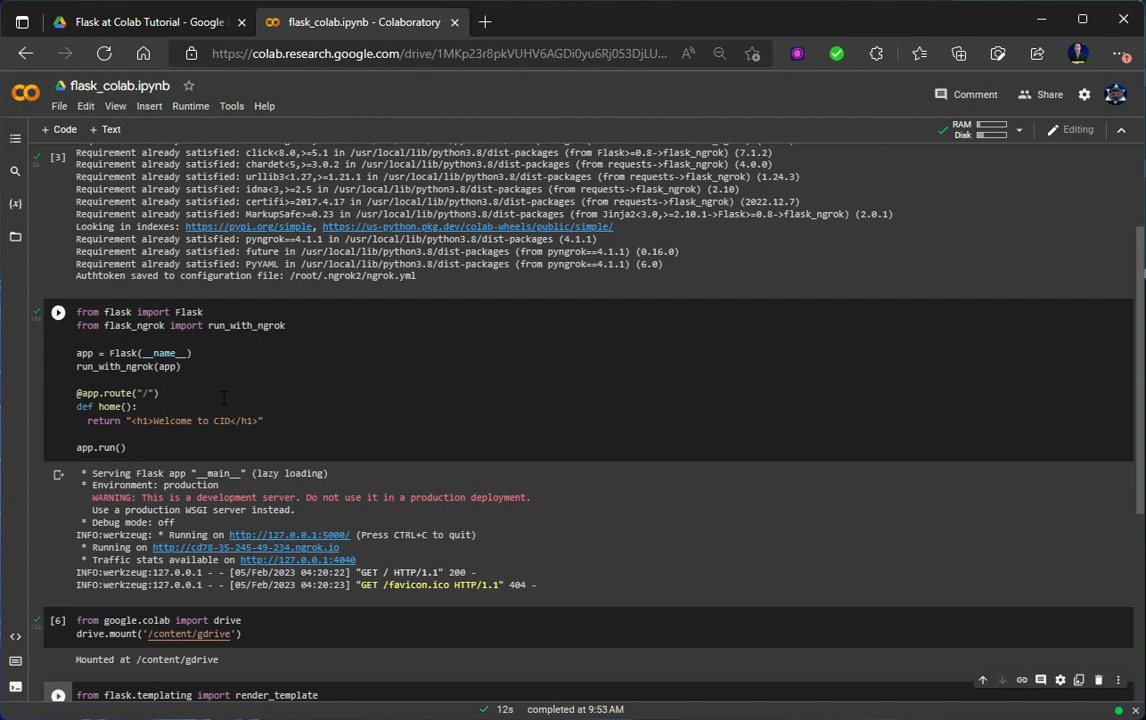 Flask at Colab Tutorial - Google
flask_colab.ipynb - Colaboratory
https://colab.research.google.com/drive/1MKp23r8pkVUHV6AGDi0yu6Rj053DjLU...
flask_colab.ipynb
Comment
Share
File Edit View Insert Runtime Tools Help
+ Code + Text
RAM
Disk
Editing
Requirement already satisfied: click<8.0,>=5.1 in /usr/local/lib/python3.8/dist-packages (from Flask>=0.8->flask_ngrok) (7.1.2)
[3]
Requirement already satisfied: chardet<5,>=3.0.2 in /usr/local/lib/python3.8/dist-packages (from requests->flask_ngrok) (4.0.0)
Requirement already satisfied: urllib3<1.27,>=1.21.1 in /usr/local/lib/python3.8/dist-packages (from requests->flask_ngrok) (1.24.3)
Requirement already satisfied: idna<3,>=2.5 in /usr/local/lib/python3.8/dist-packages (from requests->flask_ngrok) (2.10)
Requirement already satisfied: certifi>=2017.4.17 in /usr/local/lib/python3.8/dist-packages (from requests->flask_ngrok) (2022.12.7)
Requirement already satisfied: MarkupSafe>=0.23 in /usr/local/lib/python3.8/dist-packages (from Jinja2<3.0,>=2.10.1->Flask>=0.8->flask_ngrok) (2.0.1)
Looking in indexes: https://pypi.org/simple, https://us-python.pkg.dev/colab-wheels/public/simple/
Requirement already satisfied: pyngrok==4.1.1 in /usr/local/lib/python3.8/dist-packages (4.1.1)
Requirement already satisfied: future in /usr/local/lib/python3.8/dist-packages (from pyngrok==4.1.1) (0.16.0)
Requirement already satisfied: PyYAML in /usr/local/lib/python3.8/dist-packages (from pyngrok==4.1.1) (6.0)
Authtoken saved to configuration file: /root/.ngrok2/ngrok.yml
from flask import Flask
from flask_ngrok import run_with_ngrok
app = Flask(__name__)
run_with_ngrok(app)
@app.route("/")
def home():
return "<h1>Welcome to CID</h1>"
app.run()
* Serving Flask app "__main__" (lazy loading)
* Environment: production
WARNING: This is a development server. Do not use it in a production deployment.
Use a production WSGI server instead.
* Debug mode: off
INFO:werkzeug: * Running on http://127.0.0.1:5000/ (Press CTRL+C to quit)
* Running on http://cd78-35-245-49-234.ngrok.io
* Traffic stats available on http://127.0.0.1:4040
INFO:werkzeug:127.0.0.1 - - [05/Feb/2023 04:20:22] "GET / HTTP/1.1" 200 -
INFO:werkzeug:127.0.0.1 - - [05/Feb/2023 04:20:23] "GET /favicon.ico HTTP/1.1" 404 -
[6] from google.colab import drive
drive.mount('/content/gdrive')
Mounted at /content/gdrive
from flask.templating import render_template
12s completed at 9:53 AM